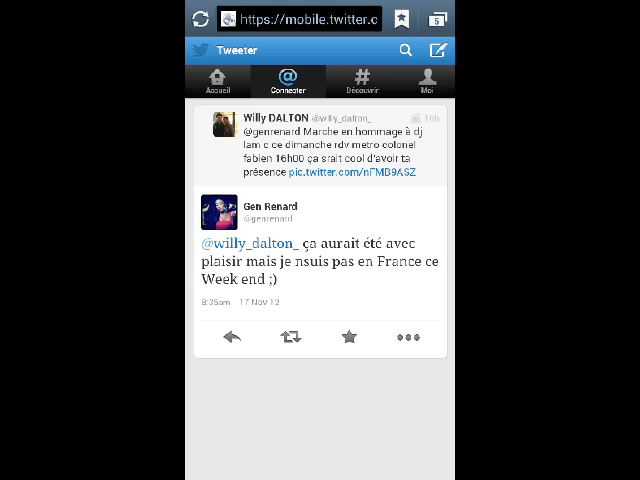 https://mobile.twitter.c
5
Tweeter
Accueil
Connecter
Découvrir
Moi
Willy DALTON @willy_dalton_ 10h
@genrenard Marche en hommage à dj
lam c ce dimanche rdv metro colonel
fabien 16h00 ça srait cool d'avoir ta
présence pic.twitter.com/nFMB9ASZ
Gen Renard
@genrenard
@willy_dalton_ ça aurait été avec
plaisir mais je nsuis pas en France ce
Week end ;)
8:35am 17 Nov 12